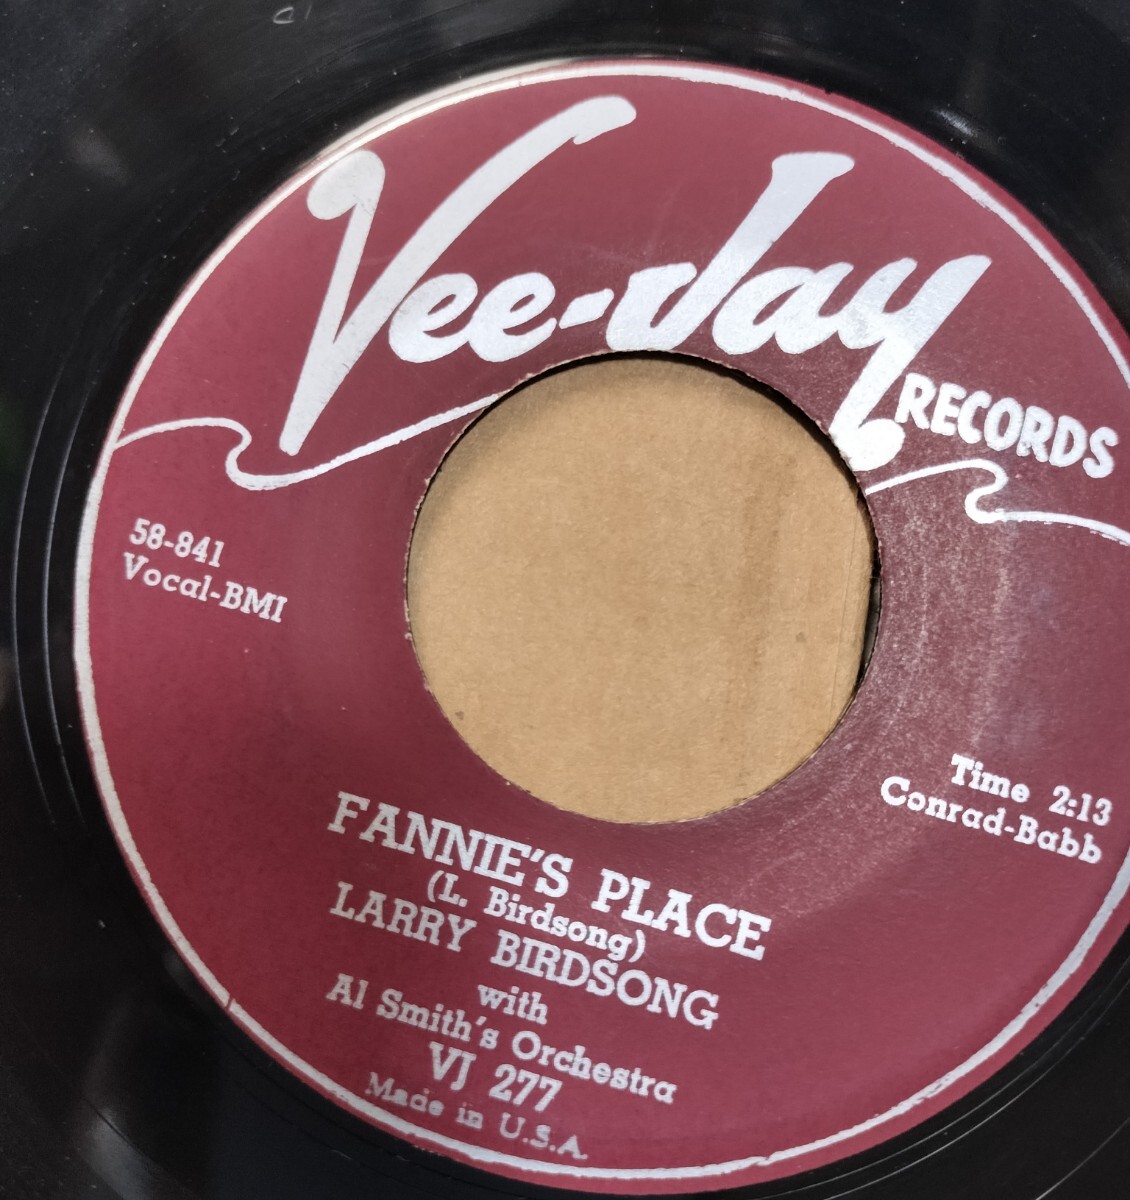 Vee-Jay
RECORDS
58-841
Vocal-BMI
Time 2:13
Conrad-Babb
FANNIE'S PLACE
(L. Birdsong)
LARRY BIRDSONG
with
Al Smith's Orchestra
VJ 277
Made in U.S.A.